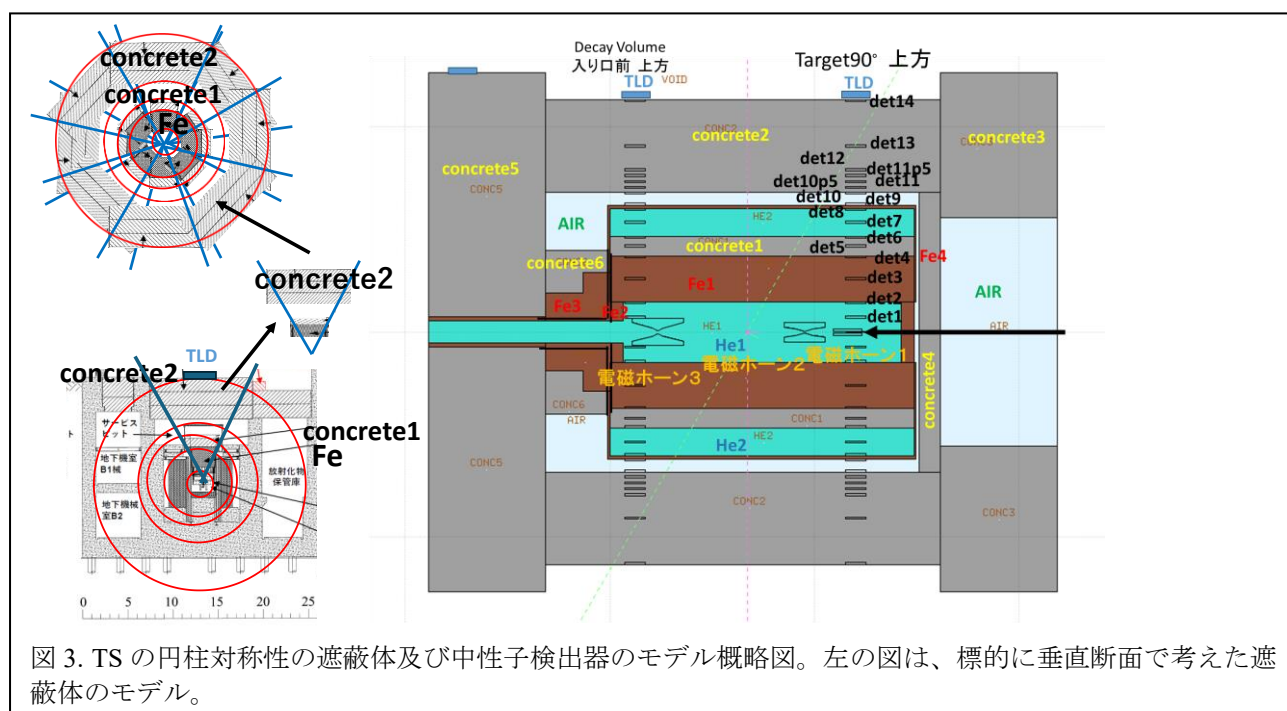 concrete2
concrete1
Fe
concrete2
TLD
concrete2
サービス
ピット
concrete1
Fe
地下機室
B1械
放射化物
保管庫
地下機械
室B2
0 5 10 15 20 25
Decay Volume
入り口前 上方
TLD
VOID
Target90° 上方
TLD
det14
CONC2
concrete2
concrete3
det13
concrete5
det12
det11p5
det10p5
det11
CONC5
det10
det9
AIR
det8
HE2
det7
det6
concrete1
det5
Fe4
concrete6
det4
det3
AIR
Fe1
Fe3
Fe2
det2
det1
HE1
AIR
He1
電磁ホーン1
電磁ホーン2
電磁ホーン3
concrete4
CONC6
CONC1
AIR
He2
HE2
CONC5
CONC2
CONC3
図 3. TS の円柱対称性の遮蔽体及び中性子検出器のモデル概略図。左の図は、標的に垂直断面で考えた遮
蔽体のモデル。